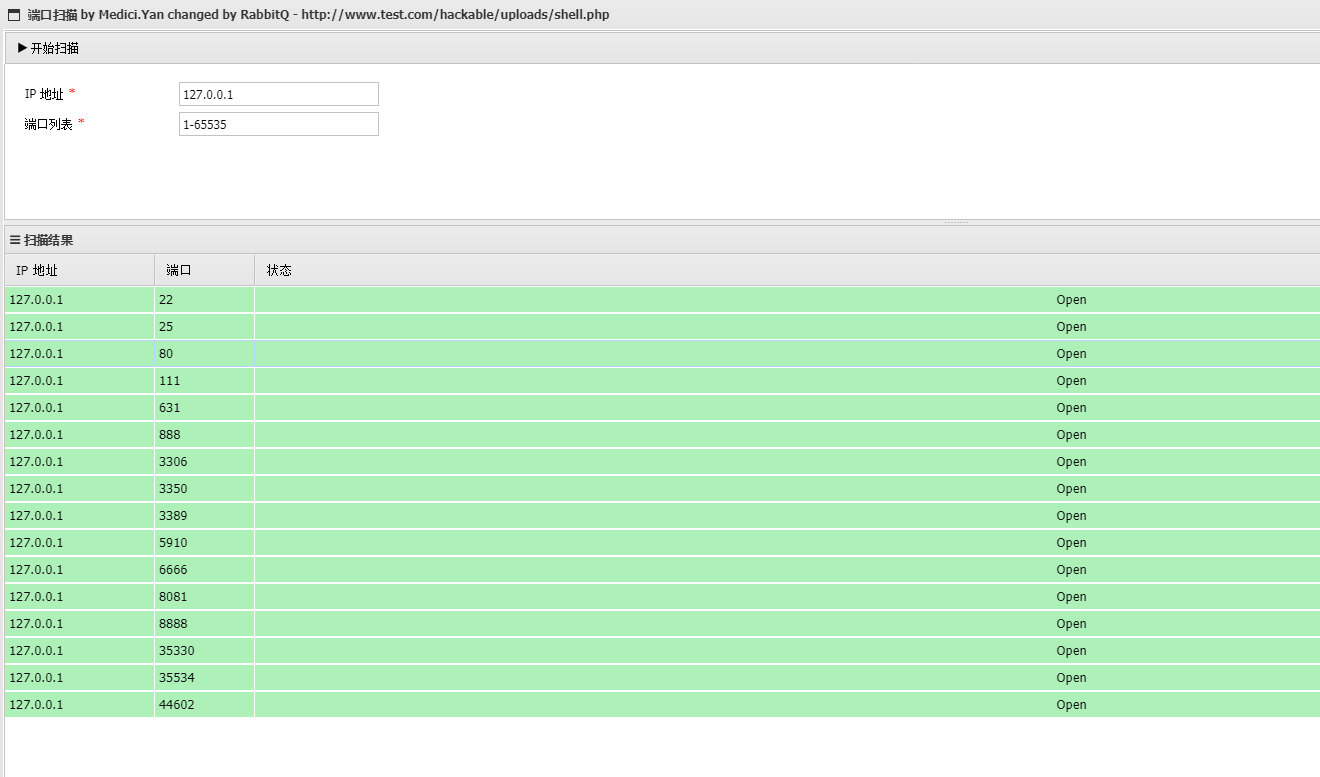 端口扫描 by Medici.Yan changed by RabbitQ - http://www.test.com/hackable/uploads/shell.php
开始扫描
IP 地址 * 127.0.0.1
端口列表 * 1-65535
扫描结果
IP 地址 端口 状态
127.0.0.1 22 Open
127.0.0.1 25 Open
127.0.0.1 80 Open
127.0.0.1 111 Open
127.0.0.1 631 Open
127.0.0.1 888 Open
127.0.0.1 3306 Open
127.0.0.1 3350 Open
127.0.0.1 3389 Open
127.0.0.1 5910 Open
127.0.0.1 6666 Open
127.0.0.1 8081 Open
127.0.0.1 8888 Open
127.0.0.1 35330 Open
127.0.0.1 35534 Open
127.0.0.1 44602 Open